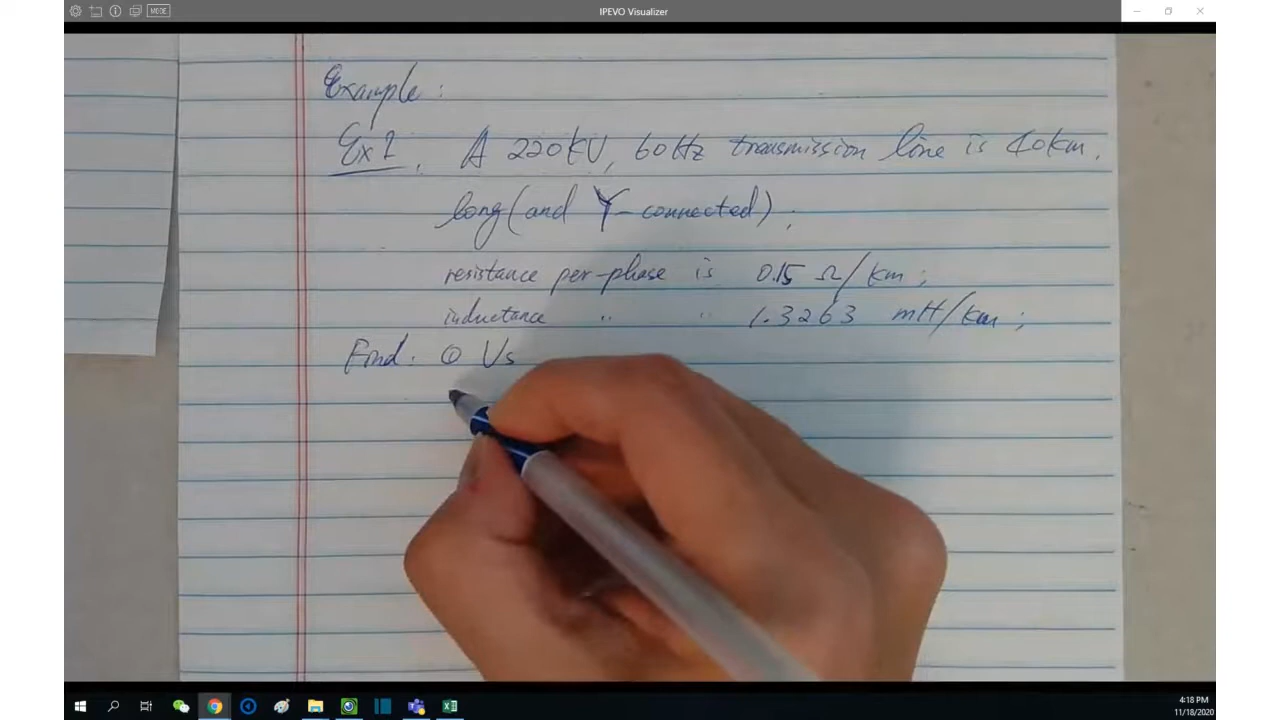 IPEVO Visualizer
MODE
Example:
Ex 1. A 220kV, 60Hz transmission line is 40km.
long (and Y-connected).
resistance per-phase is 0.15 Ω/km;
inductance " " 1.3263 mH/km;
Find: ① Vs
4:18 PM
11/18/2020